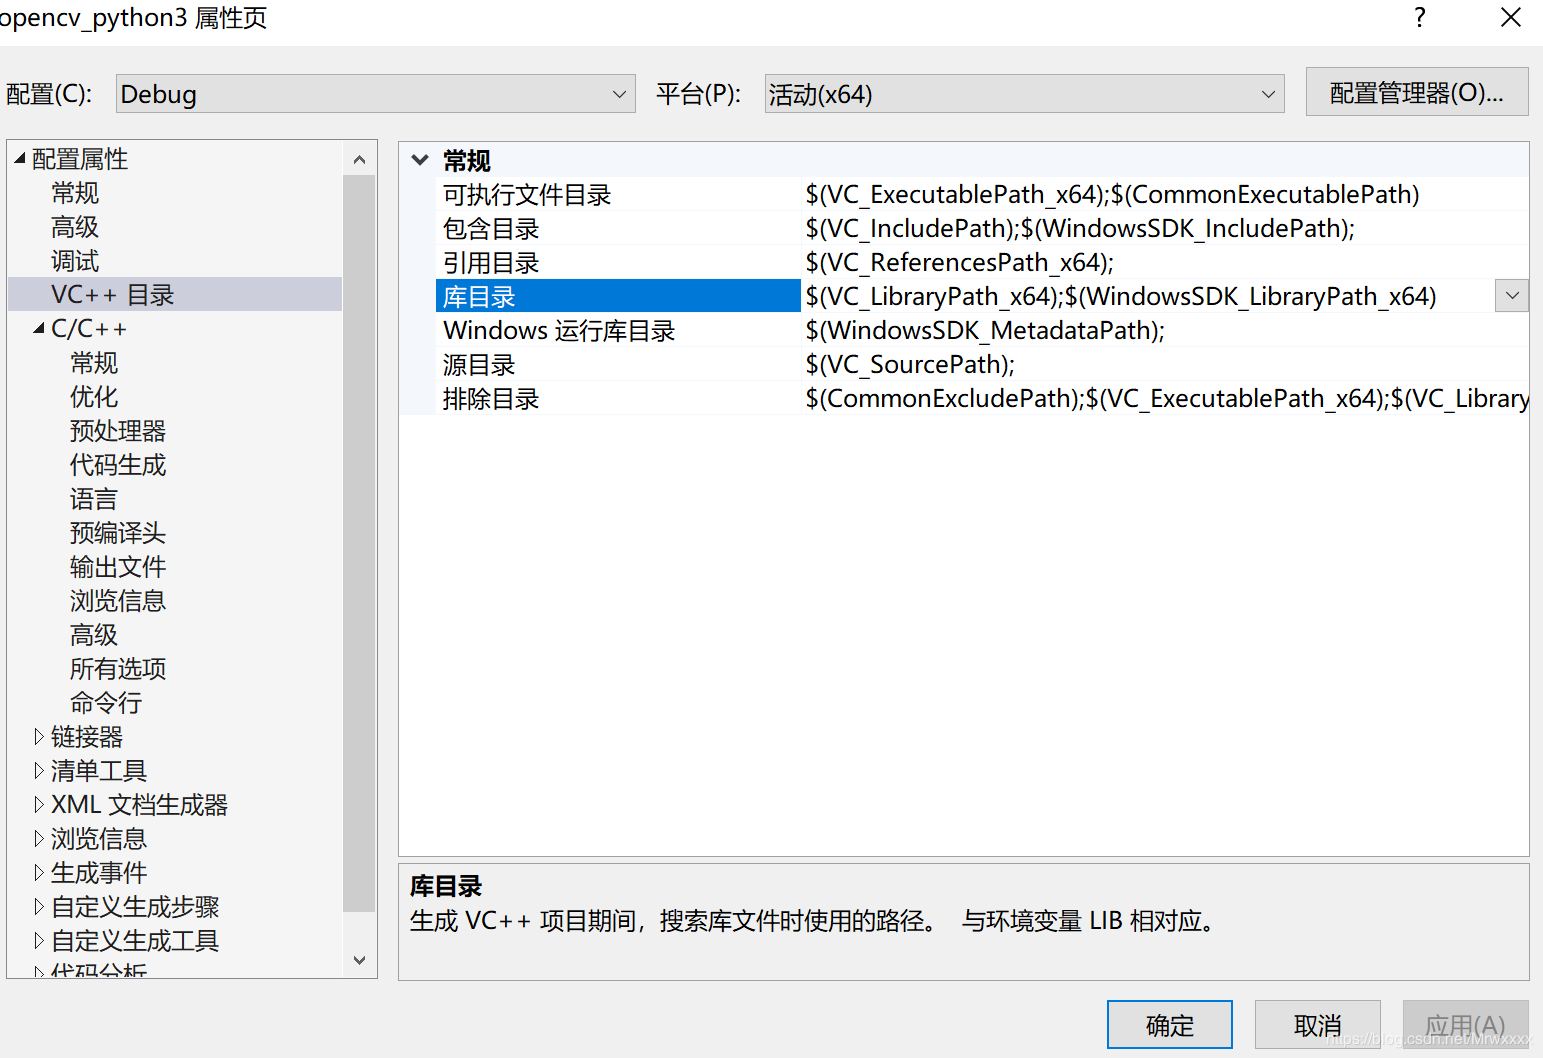 opencv_python3 属性页
配置(C): Debug 平台(P): 活动(x64) 配置管理器(O)...
配置属性
常规
高级
调试
VC++ 目录
C/C++
常规
优化
预处理器
代码生成
语言
预编译头
输出文件
浏览信息
高级
所有选项
命令行
链接器
清单工具
XML 文档生成器
浏览信息
生成事件
自定义生成步骤
自定义生成工具
代码分析
常规
可执行文件目录 $(VC_ExecutablePath_x64);$(CommonExecutablePath)
包含目录 $(VC_IncludePath);$(WindowsSDK_IncludePath);
引用目录 $(VC_ReferencesPath_x64);
库目录 $(VC_LibraryPath_x64);$(WindowsSDK_LibraryPath_x64)
Windows 运行库目录 $(WindowsSDK_MetadataPath);
源目录 $(VC_SourcePath);
排除目录 $(CommonExcludePath);$(VC_ExecutablePath_x64);$(VC_Library
库目录
生成 VC++ 项目期间，搜索库文件时使用的路径。 与环境变量 LIB 相对应。
确定 取消 应用(A)
https://blog.csdn.net/Mrwxxxx